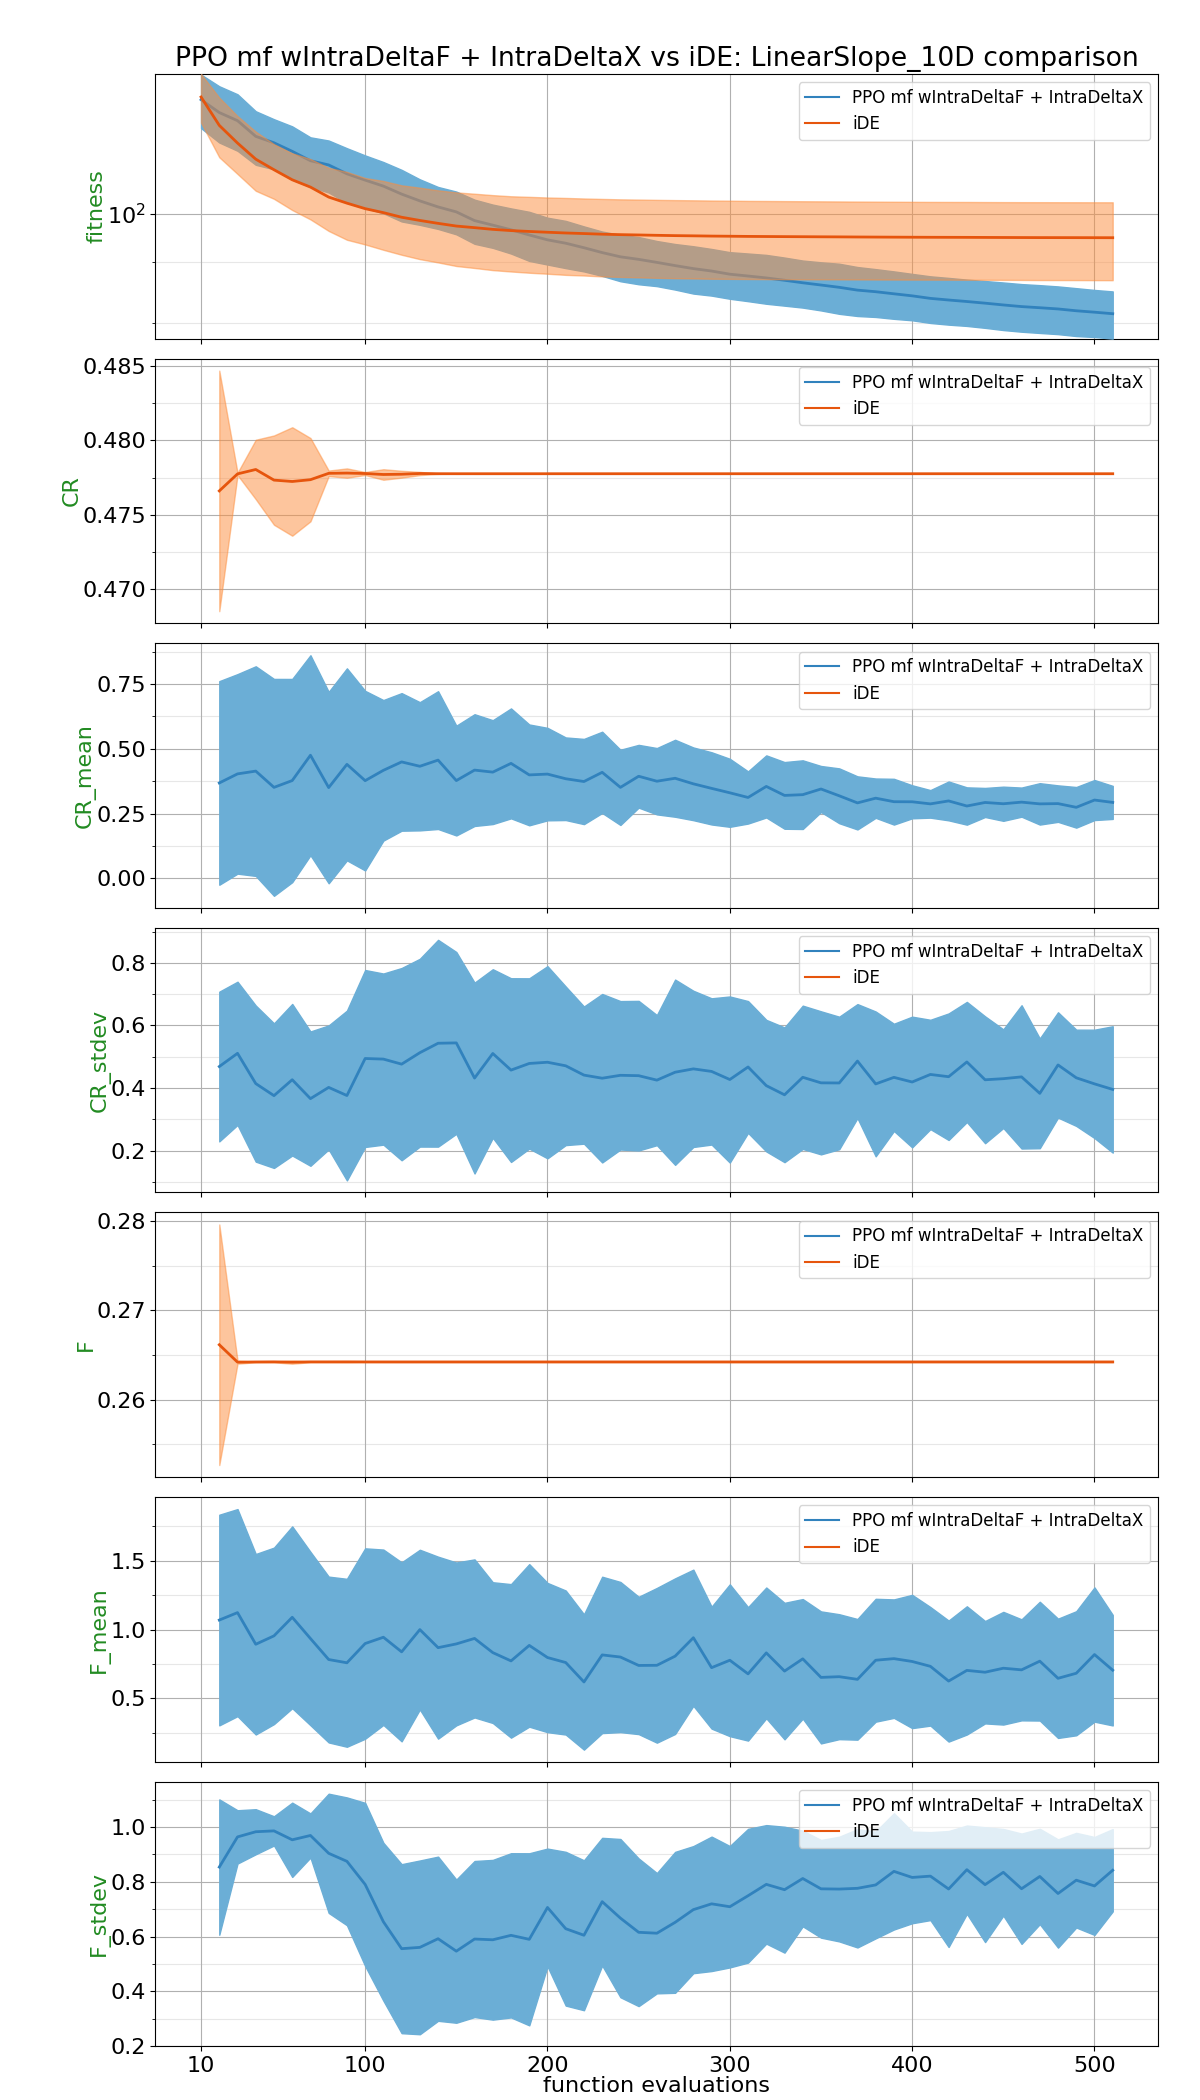 PPO mf wIntraDeltaF + IntraDeltaX vs iDE: LinearSlope_10D comparison
PPO mf wIntraDeltaF + IntraDeltaX
iDE
fitness
10²
0.485
0.480
0.475
0.470
CR
PPO mf wIntraDeltaF + IntraDeltaX
iDE
0.75
0.50
0.25
0.00
CR_mean
PPO mf wIntraDeltaF + IntraDeltaX
iDE
0.8
0.6
0.4
0.2
CR_stdev
PPO mf wIntraDeltaF + IntraDeltaX
iDE
0.28
0.27
0.26
F
PPO mf wIntraDeltaF + IntraDeltaX
iDE
1.5
1.0
0.5
F_mean
PPO mf wIntraDeltaF + IntraDeltaX
iDE
1.0
0.8
0.6
0.4
0.2
F_stdev
PPO mf wIntraDeltaF + IntraDeltaX
iDE
10 100 200 300 400 500
function evaluations